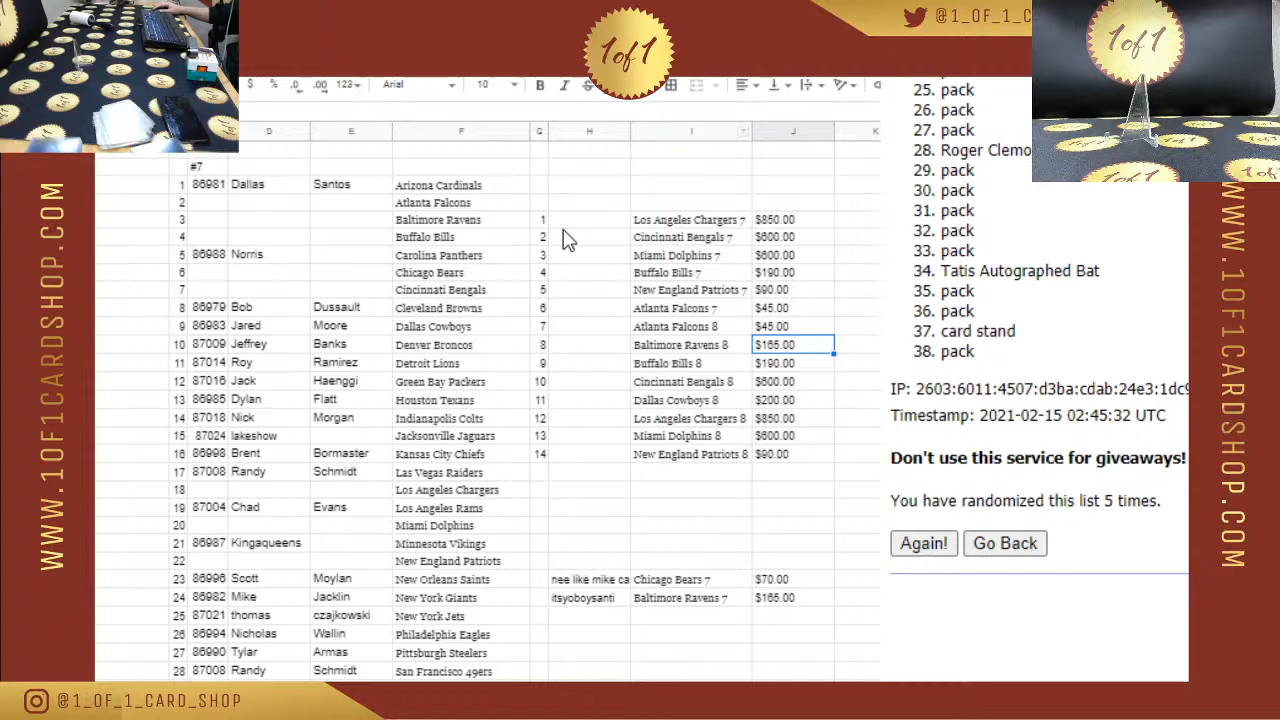 1of1
@1_OF_1_C
1of1
$ % .0 .00 123 Arial 10 B I S
D E F G H I J K
#7
1 86981 Dallas Santos Arizona Cardinals
2 Atlanta Falcons
3 Baltimore Ravens 1 Los Angeles Chargers 7 $850.00
4 Buffalo Bills 2 Cincinnati Bengals 7 $600.00
5 86988 Norris Carolina Panthers 3 Miami Dolphins 7 $600.00
6 Chicago Bears 4 Buffalo Bills 7 $190.00
7 Cincinnati Bengals 5 New England Patriots 7 $90.00
8 86979 Bob Dussault Cleveland Browns 6 Atlanta Falcons 7 $45.00
9 86983 Jared Moore Dallas Cowboys 7 Atlanta Falcons 8 $45.00
10 87009 Jeffrey Banks Denver Broncos 8 Baltimore Ravens 8 $165.00
11 87014 Roy Ramirez Detroit Lions 9 Buffalo Bills 8 $190.00
12 87016 Jack Haenggi Green Bay Packers 10 Cincinnati Bengals 8 $600.00
13 86985 Dylan Flatt Houston Texans 11 Dallas Cowboys 8 $200.00
14 87018 Nick Morgan Indianapolis Colts 12 Los Angeles Chargers 8 $850.00
15 87024 lakeshow Jacksonville Jaguars 13 Miami Dolphins 8 $600.00
16 86998 Brent Bormaster Kansas City Chiefs 14 New England Patriots 8 $90.00
17 87008 Randy Schmidt Las Vegas Raiders
18 Los Angeles Chargers
19 87004 Chad Evans Los Angeles Rams
20 Miami Dolphins
21 86987 Kingaqueens Minnesota Vikings
22 New England Patriots
23 86996 Scott Moylan New Orleans Saints nee like mike ca Chicago Bears 7 $70.00
24 86982 Mike Jacklin New York Giants itsyoboysanti Baltimore Ravens 7 $165.00
25 87021 thomas czajkowski New York Jets
26 86994 Nicholas Wallin Philadelphia Eagles
27 86990 Tylar Armas Pittsburgh Steelers
28 87008 Randy Schmidt San Francisco 49ers
25. pack
26. pack
27. pack
28. Roger Clemo
29. pack
30. pack
31. pack
32. pack
33. pack
34. Tatis Autographed Bat
35. pack
36. pack
37. card stand
38. pack
IP: 2603:6011:4507:d3ba:cdab:24e3:1dc9
Timestamp: 2021-02-15 02:45:32 UTC
Don't use this service for giveaways!
You have randomized this list 5 times.
Again! Go Back
WWW.1OF1CARDSHOP.COM
WWW.1OF1CARDSHOP.COM
@1_OF_1_CARD_SHOP